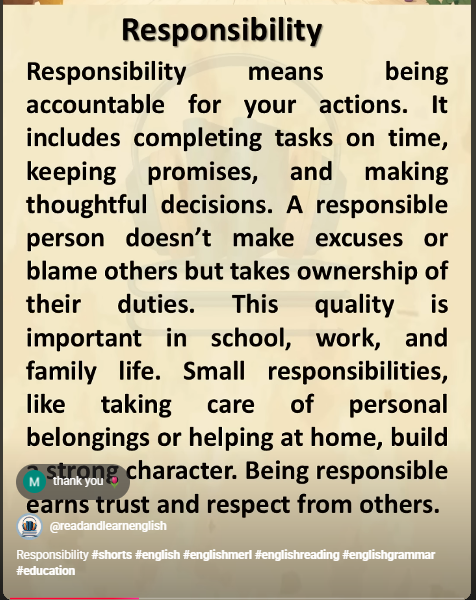 Responsibility
Responsibility means being
accountable for your actions. It
includes completing tasks on time,
keeping promises, and making
thoughtful decisions. A responsible
person doesn't make excuses or
blame others but takes ownership of
their duties. This quality is
important in school, work, and
family life. Small responsibilities,
like taking care of personal
belongings or helping at home, build
a strong character. Being responsible
M thank you 🌷
earns trust and respect from others.
@readandlearnenglish
Responsibility #shorts #english #englishmerl #englishreading #englishgrammar
#education